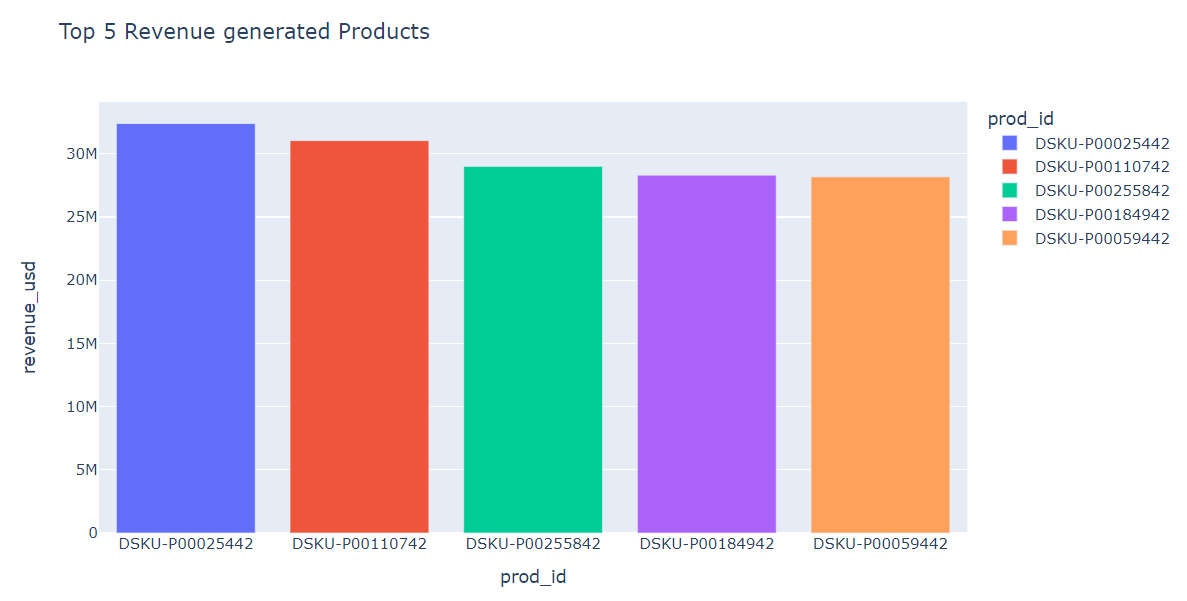 Top 5 Revenue generated Products
revenue_usd
30M
25M
20M
15M
10M
5M
0
DSKU-P00025442
DSKU-P00110742
DSKU-P00255842
DSKU-P00184942
DSKU-P00059442
prod_id
prod_id
DSKU-P00025442
DSKU-P00110742
DSKU-P00255842
DSKU-P00184942
DSKU-P00059442